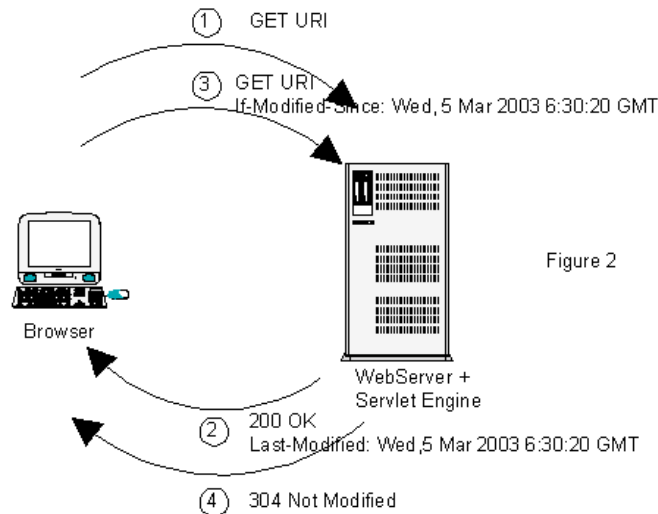 1 GET URI
3 GET URI
If-Modified-Since: Wed, 5 Mar 2003 6:30:20 GMT
Figure 2
Browser
WebServer +
Servlet Engine
2 200 OK
Last-Modified: Wed,5 Mar 2003 6:30:20 GMT
4 304 Not Modified